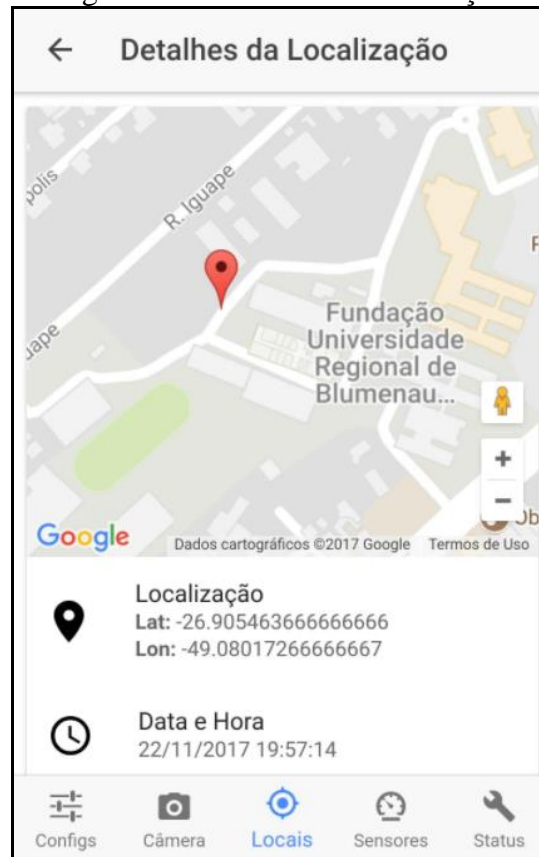 Detalhes da Localização
polis
R. Iguape
uape
Fundação
Universidade
Regional de
Blumenau...
+
−
Ob
Google
Dados cartográficos ©2017 Google
Termos de Uso
Localização
Lat: -26.905463666666666
Lon: -49.08017266666667
Data e Hora
22/11/2017 19:57:14
Configs
Câmera
Locais
Sensores
Status